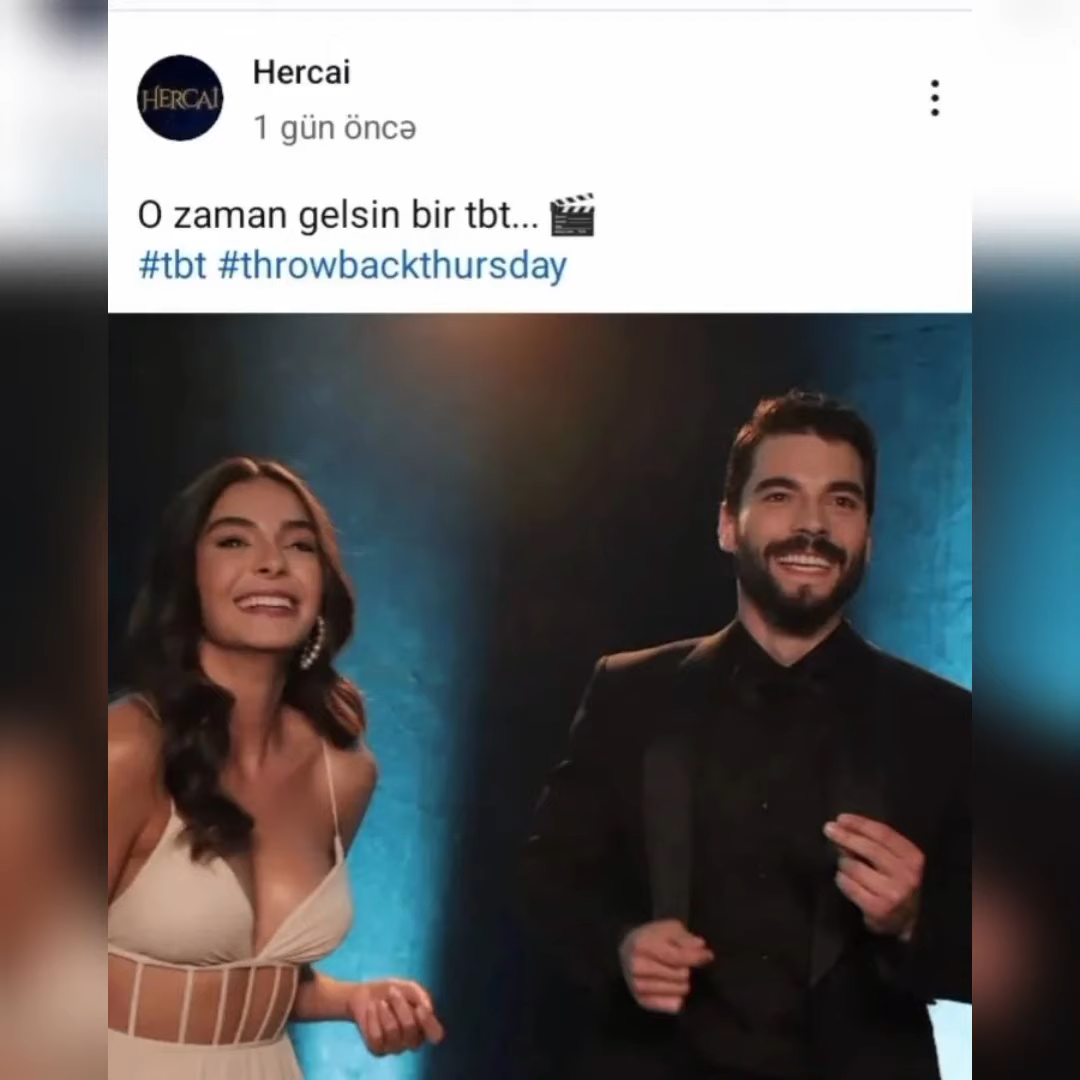 HERCAI
Hercai
1 gün öncə
O zaman gelsin bir tbt...🎬
#tbt #throwbackthursday